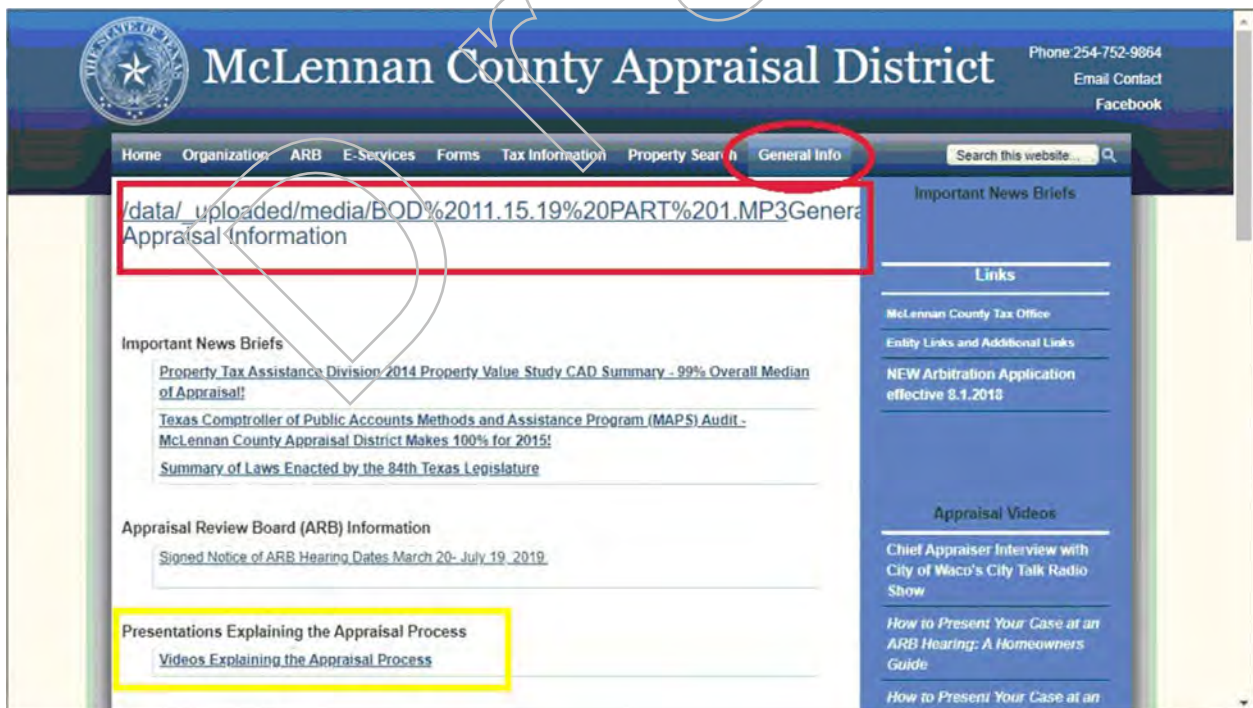 THE STATE OF TEXAS
McLennan County Appraisal District
Phone:254-752-9864
Email Contact
Facebook
Home Organization ARB E-Services Forms Tax Information Property Search General Info
Search this website...
/data/_uploaded/media/BOD%2011.15.19%20PART%201.MP3Genera
Appraisal Information
Important News Briefs
Property Tax Assistance Division 2014 Property Value Study CAD Summary - 99% Overall Median
of Appraisal!
Texas Comptroller of Public Accounts Methods and Assistance Program (MAPS) Audit -
McLennan County Appraisal District Makes 100% for 2015!
Summary of Laws Enacted by the 84th Texas Legislature
Appraisal Review Board (ARB) Information
Signed Notice of ARB Hearing Dates March 20- July 19, 2019.
Presentations Explaining the Appraisal Process
Videos Explaining the Appraisal Process
Important News Briefs
Links
McLennan County Tax Office
Entity Links and Additional Links
NEW Arbitration Application
effective 8.1.2018
Appraisal Videos
Chief Appraiser Interview with
City of Waco's City Talk Radio
Show
How to Present Your Case at an
ARB Hearing: A Homeowners
Guide
How to Present Your Case at an